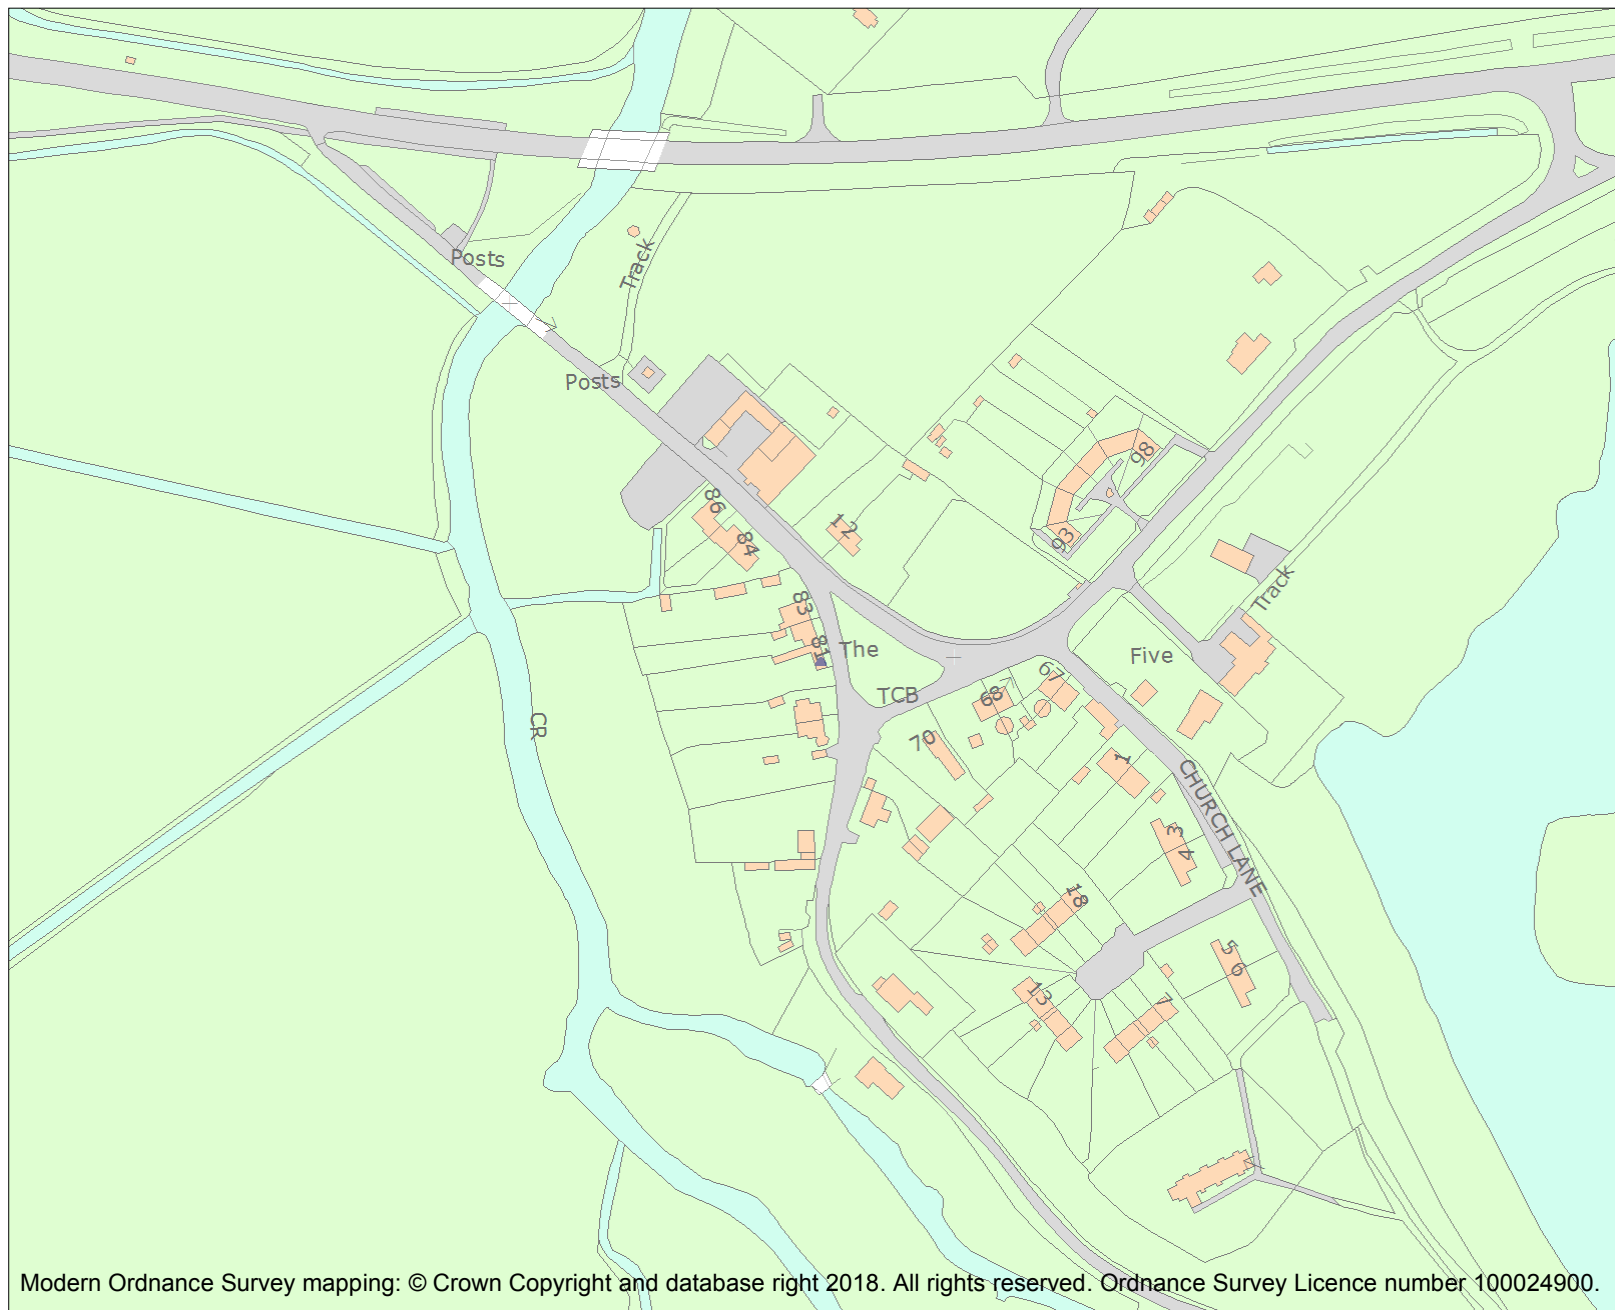 Posts
Track
Posts
98
86
12
93
84
Track
83
81
The
Five
67
TCB
68
CR
70
1
CHURCH LANE
3
4
18
5
6
13
7
Modern Ordnance Survey mapping: © Crown Copyright and database right 2018. All rights reserved. Ordnance Survey Licence number 100024900.